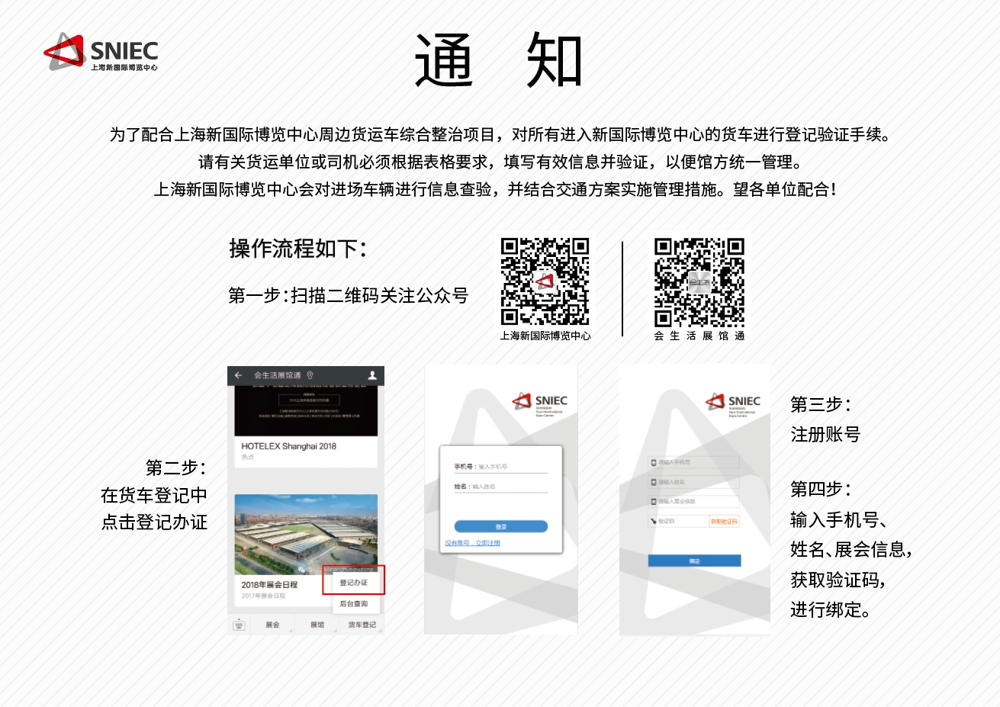 SNIEC
上海新国际博览中心
通 知
为了配合上海新国际博览中心周边货运车综合整治项目，对所有进入新国际博览中心的货车进行登记验证手续。
请有关货运单位或司机必须根据表格要求，填写有效信息并验证，以便馆方统一管理。
上海新国际博览中心会对进场车辆进行信息查验，并结合交通方案实施管理措施。望各单位配合！
操作流程如下：
第一步：扫描二维码关注公众号
上海新国际博览中心
会生活
会 生 活 展 馆 通
第二步：
在货车登记中
点击登记办证
会生活展馆通
HOTELEX Shanghai 2018
热点
2018年展会日程
2017年展会日程
登记办证
后台查询
展会
展馆
货车登记
SNIEC
SHANGHAI
New International
Expo Centre
手机号：输入手机号
姓名：输入姓名
登录
没有账号，立即注册
SNIEC
SHANGHAI
New International
Expo Centre
请输入手机号
请输入姓名
请输入展会信息
验证码
获取验证码
绑定
第三步：
注册账号
第四步：
输入手机号、
姓名、展会信息，
获取验证码，
进行绑定。